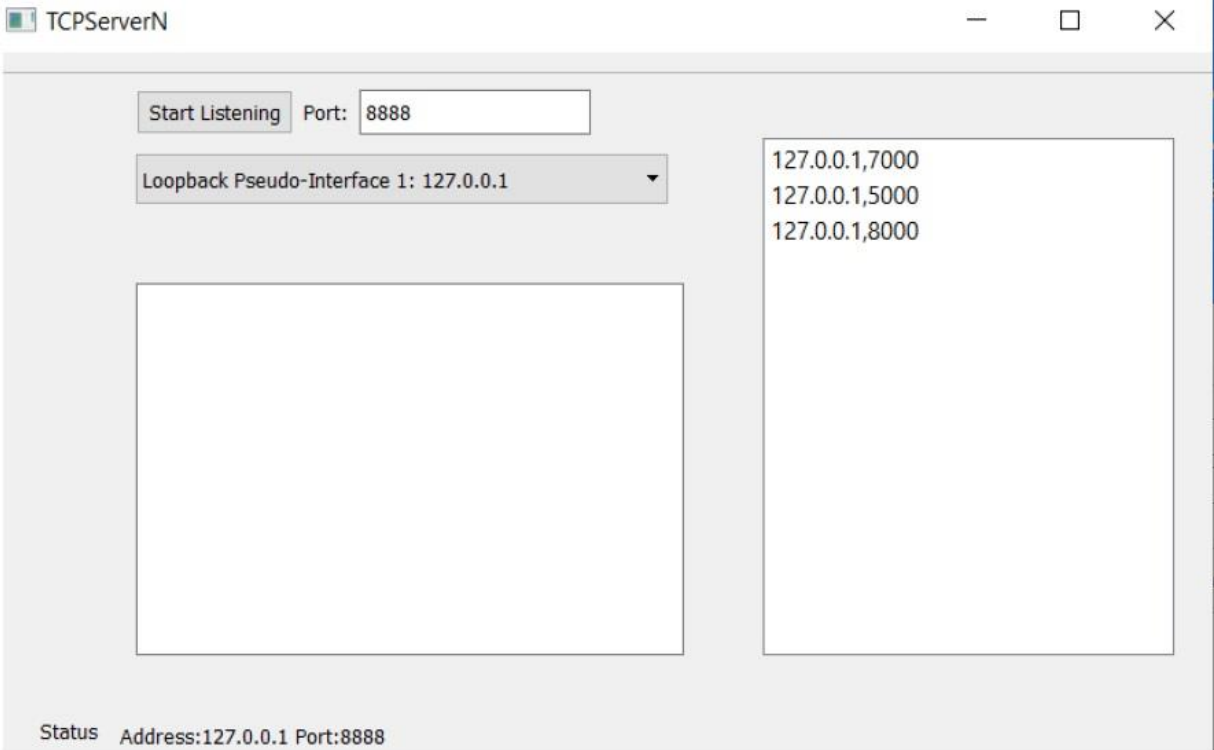 TCPServerN
Start Listening Port: 8888
Loopback Pseudo-Interface 1: 127.0.0.1
127.0.0.1,7000
127.0.0.1,5000
127.0.0.1,8000
Status Address:127.0.0.1 Port:8888